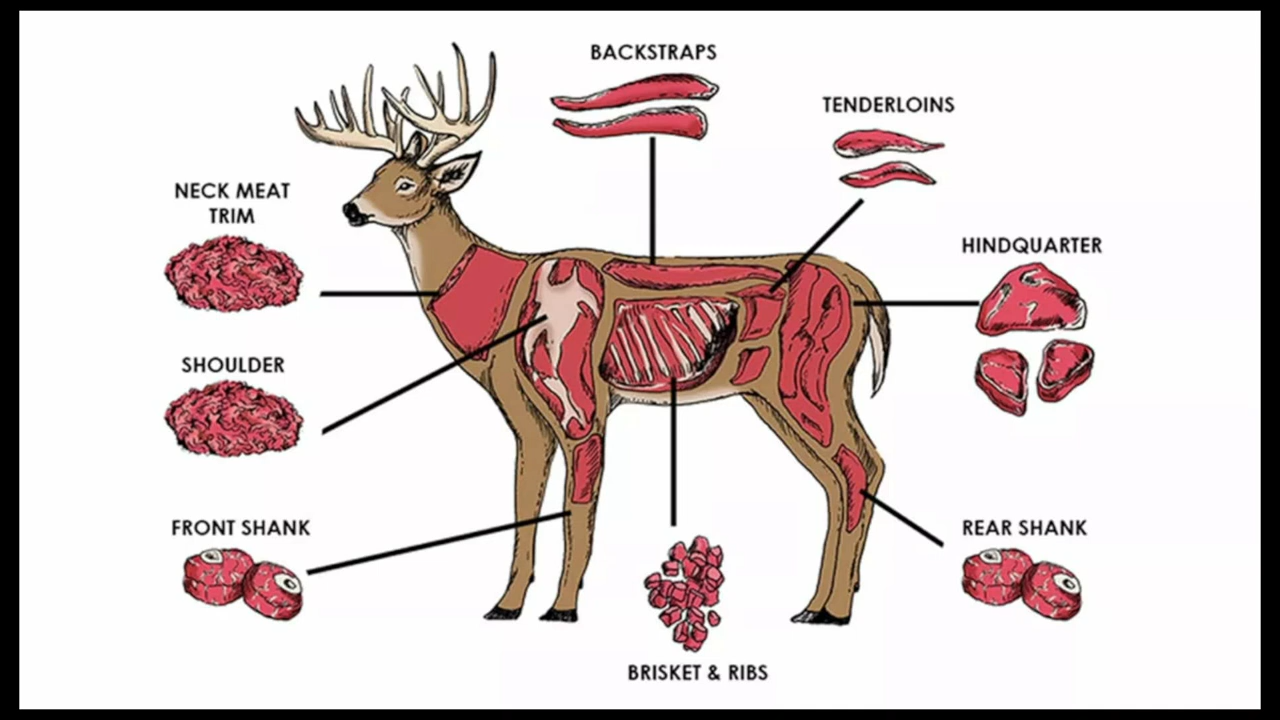 BACKSTRAPS
TENDERLOINS
NECK MEAT
TRIM
HINDQUARTER
SHOULDER
FRONT SHANK
REAR SHANK
BRISKET & RIBS